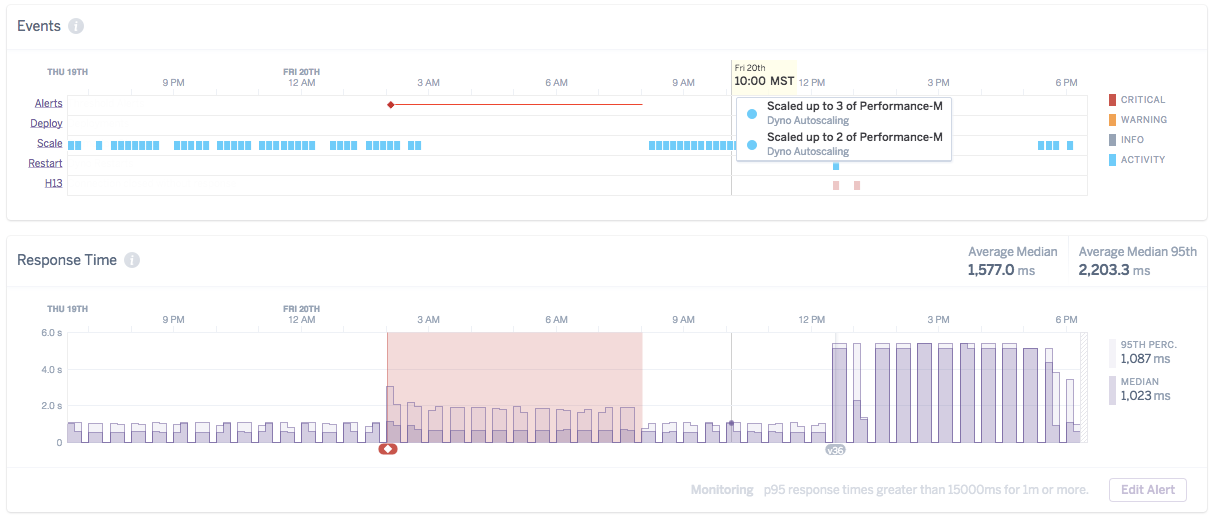 Events i
Fri 20th
10:00 MST
THU 19TH FRI 20TH
9 PM 12 AM 3 AM 6 AM 9 AM 12 PM 3 PM 6 PM
Alerts
Deploy
Scale
Restart
H13
Scaled up to 3 of Performance-M
Dyno Autoscaling
Scaled up to 2 of Performance-M
Dyno Autoscaling
CRITICAL
WARNING
INFO
ACTIVITY
Response Time i
Average Median
1,577.0 ms
Average Median 95th
2,203.3 ms
THU 19TH FRI 20TH
9 PM 12 AM 3 AM 6 AM 9 AM 12 PM 3 PM 6 PM
6.0 s
4.0 s
2.0 s
0
95TH PERC.
1,087 ms
MEDIAN
1,023 ms
v36
Monitoring p95 response times greater than 15000ms for 1m or more.
Edit Alert